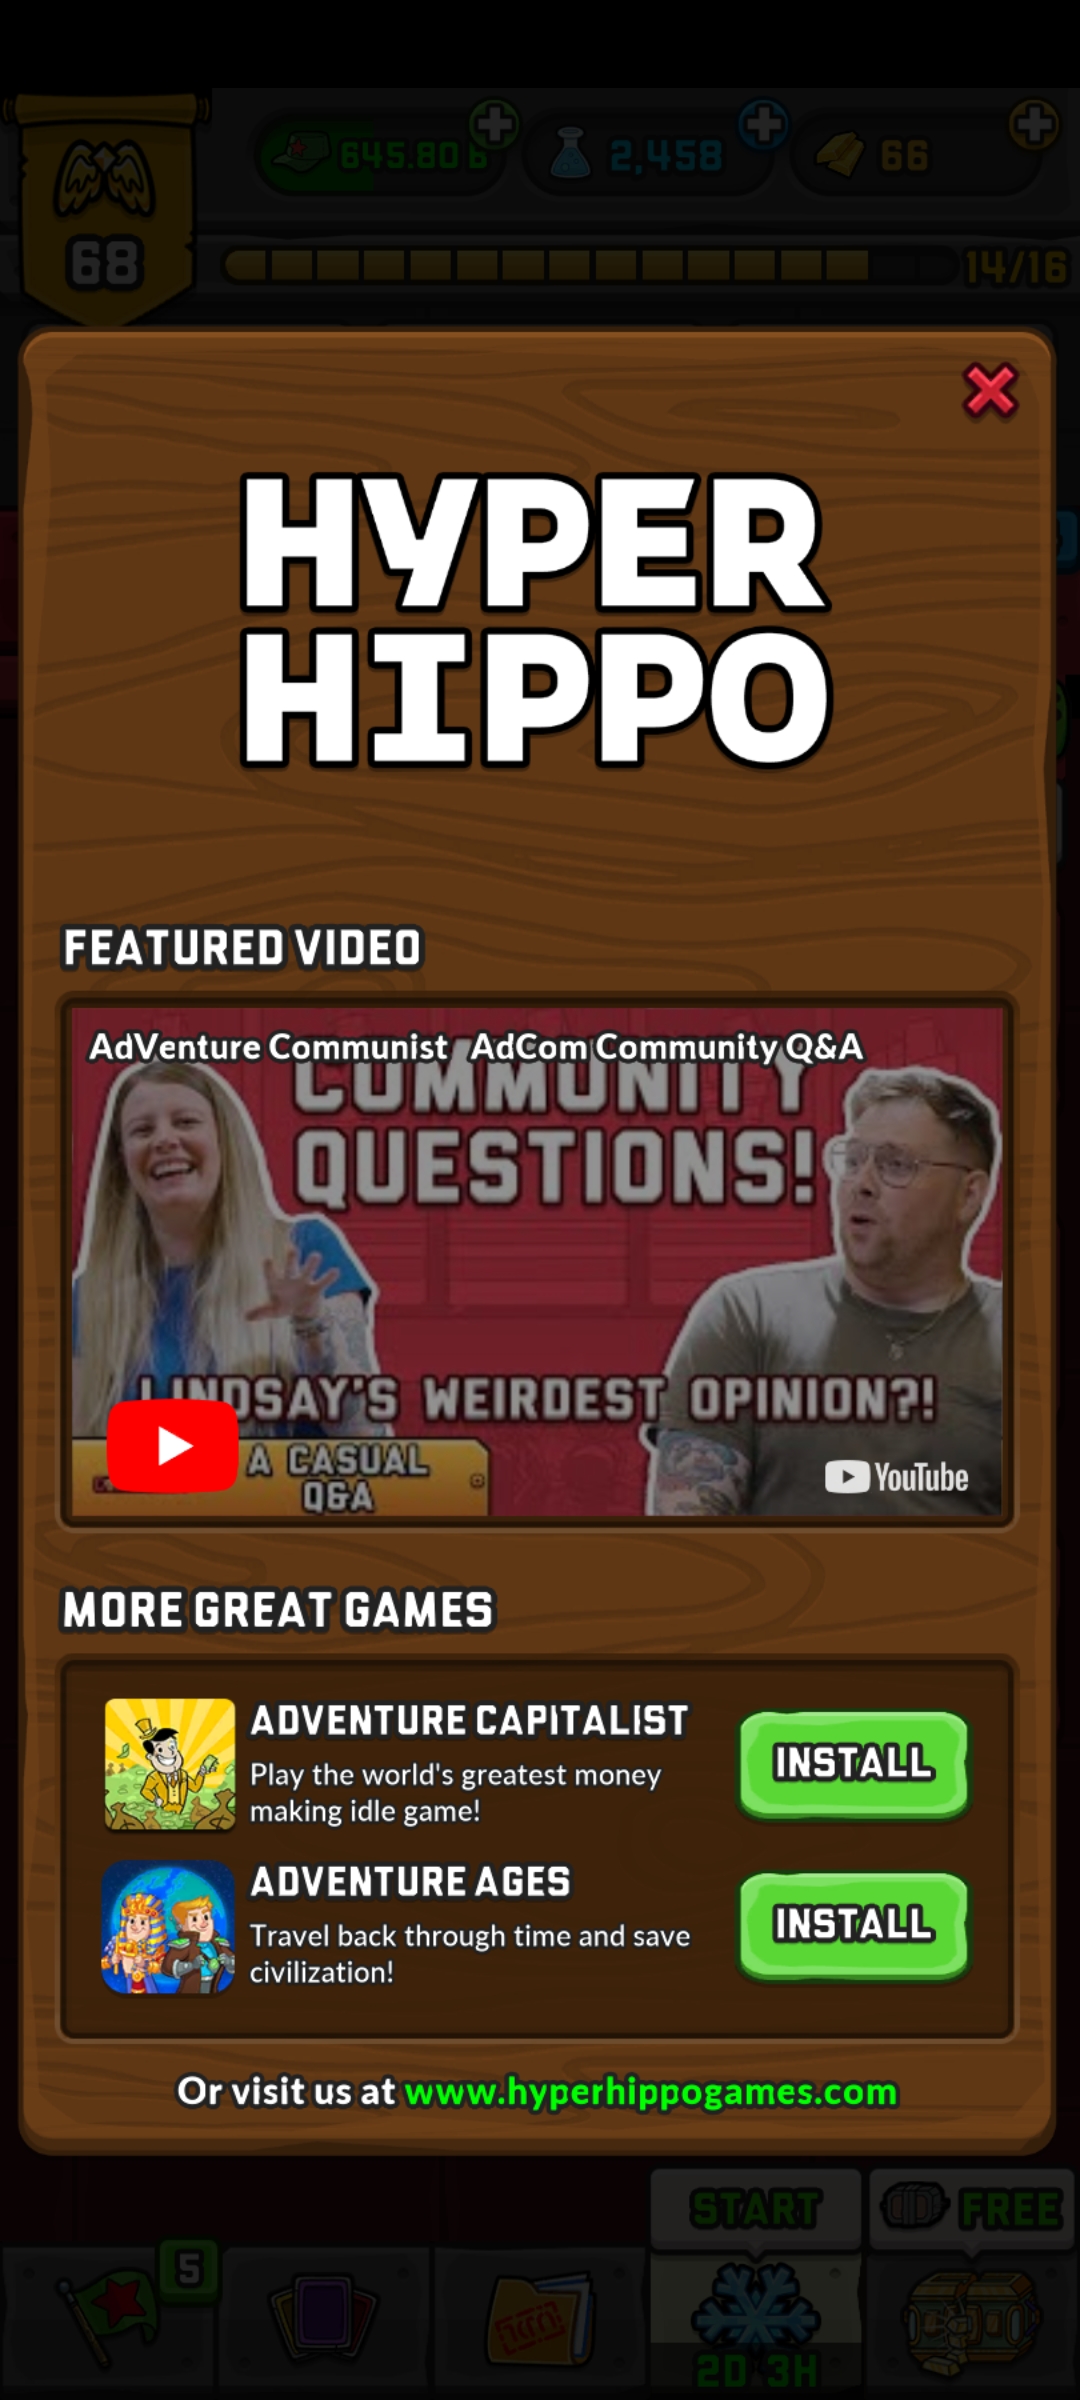 645.80 B
2,458
66
68
14/16
HYPER
HIPPO
FEATURED VIDEO
AdVenture Communist AdCom Community Q&A
COMMUNITY
QUESTIONS!
LINDSAY'S WEIRDEST OPINION?!
A CASUAL
Q&A
YouTube
MORE GREAT GAMES
ADVENTURE CAPITALIST
Play the world's greatest money
making idle game!
INSTALL
ADVENTURE AGES
Travel back through time and save
civilization!
INSTALL
Or visit us at www.hyperhippogames.com
START
FREE
5
2D 3H